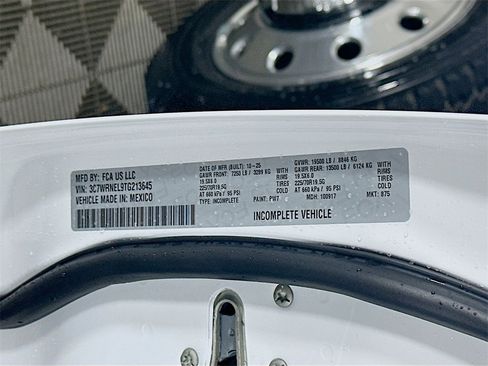 MFD BY: FCA US LLC
VIN: 3C7WRNEL9TG213645
VEHICLE MADE IN: MEXICO
DATE OF MFR (BUILT): 10-25
GAWR FRONT: 7250 LB / 3289 KG
WITH TIRES RIMS
19.5X6.0
225/70R19.5G
AT 660 kPa / 95 PSI COLD
TYPE: INCOMPLETE PAINT: PW7
GVWR: 19500 LB / 8846 KG
GAWR REAR: 13500 LB / 6124 KG
WITH TIRES RIMS
19.5X6.0
225/70R19.5G
AT 660 kPa / 95 PSI COLD
MDH: 100917 MKT: 875
INCOMPLETE VEHICLE